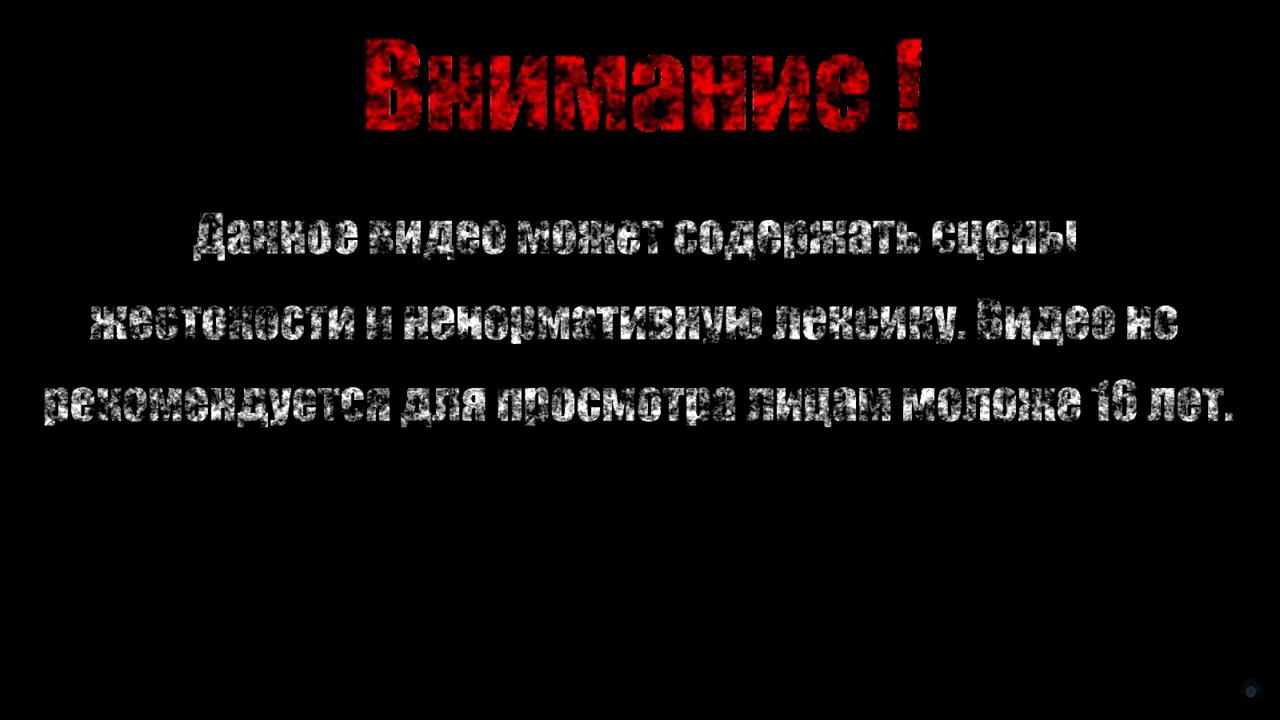 Внимание !
Данное видео может содержать сцены
жестокости и ненормативную лексику. Видео не
рекомендуется для просмотра лицам моложе 16 лет.